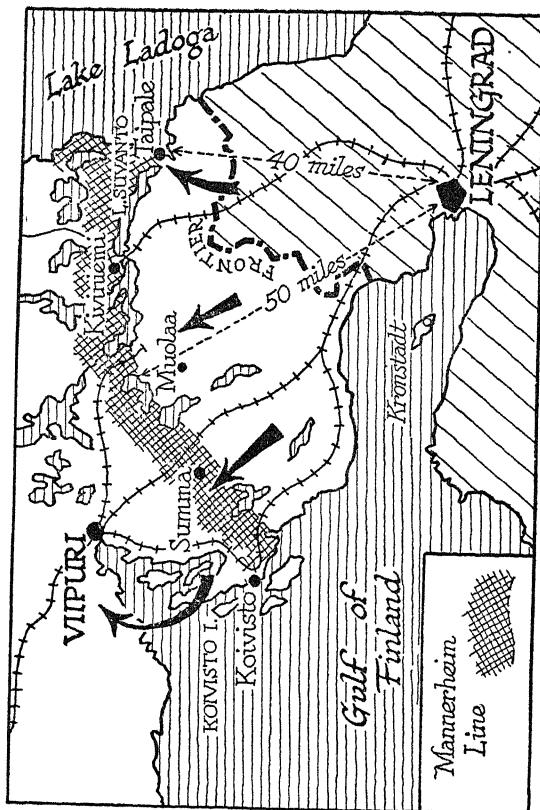 Lake Ladoga
L. SUVANTO
Taipale
Kiviniemi
40 miles
FRONTIER
50 miles
Muolaa
LENINGRAD
VIIPURI
Summa
Kronstadt
KOIVISTO I.
Koivisto
Gulf of
Finland
Mannerheim
Line